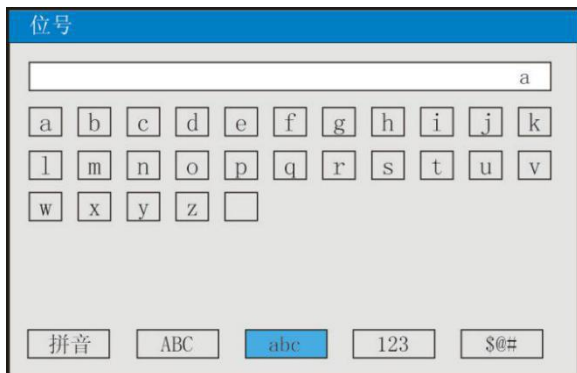 位号
a
a b c d e f g h i j k
l m n o p q r s t u v
w x y z
拼音 ABC abc 123 $@#